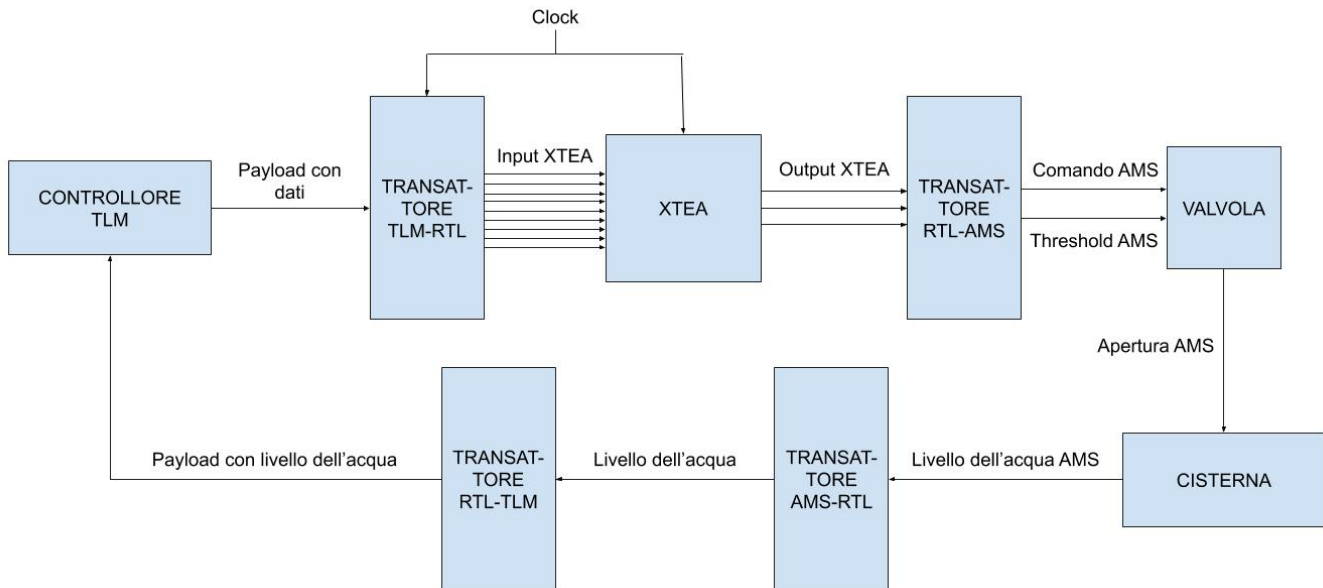 Clock
Input XTEA
Output XTEA
Comando AMS
Payload con
dati
CONTROLLORE
TLM
TRANSAT-
TORE
TLM-RTL
XTEA
TRANSAT-
TORE
RTL-AMS
VALVOLA
Threshold AMS
Apertura AMS
Payload con livello dell'acqua
TRANSAT-
TORE
RTL-TLM
Livello dell'acqua
TRANSAT-
TORE
AMS-RTL
Livello dell'acqua AMS
CISTERNA